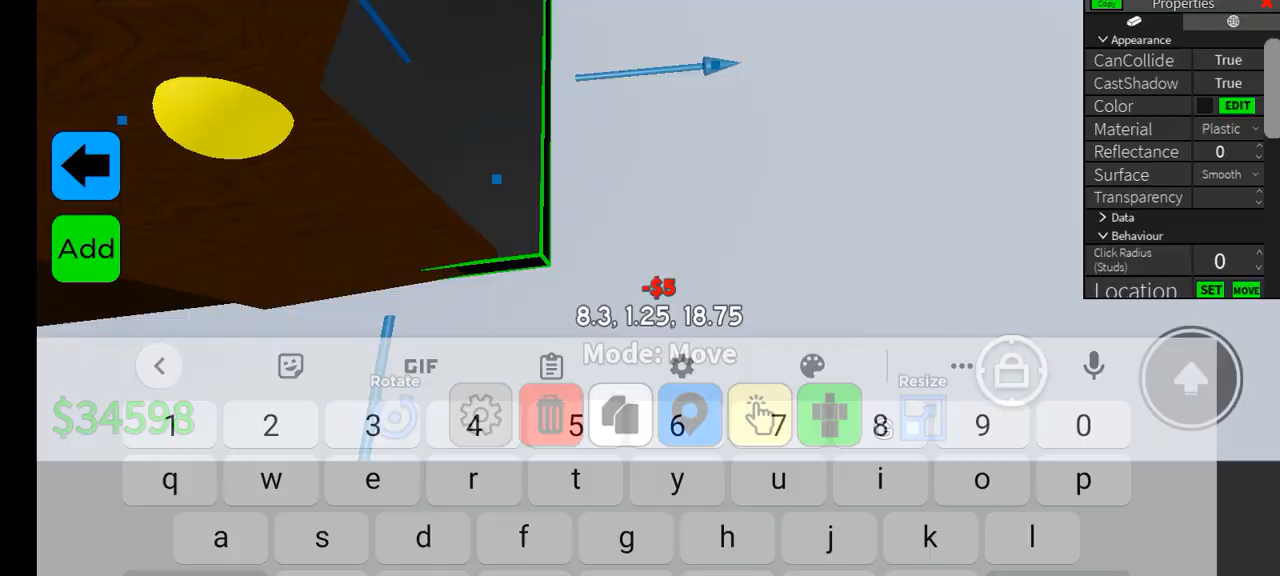 Copy
Properties
Appearance
CanCollide True
CastShadow True
Color EDIT
Material Plastic
Reflectance 0
Surface Smooth
Transparency
Data
Behaviour
Click Radius (Studs) 0
Location SET MOVE
Add
-$5
8.3, 1.25, 18.75
Mode: Move
GIF
Rotate
Resize
$34598
1 2 3 4 5 6 7 8 9 0
q w e r t y u i o p
a s d f g h j k l